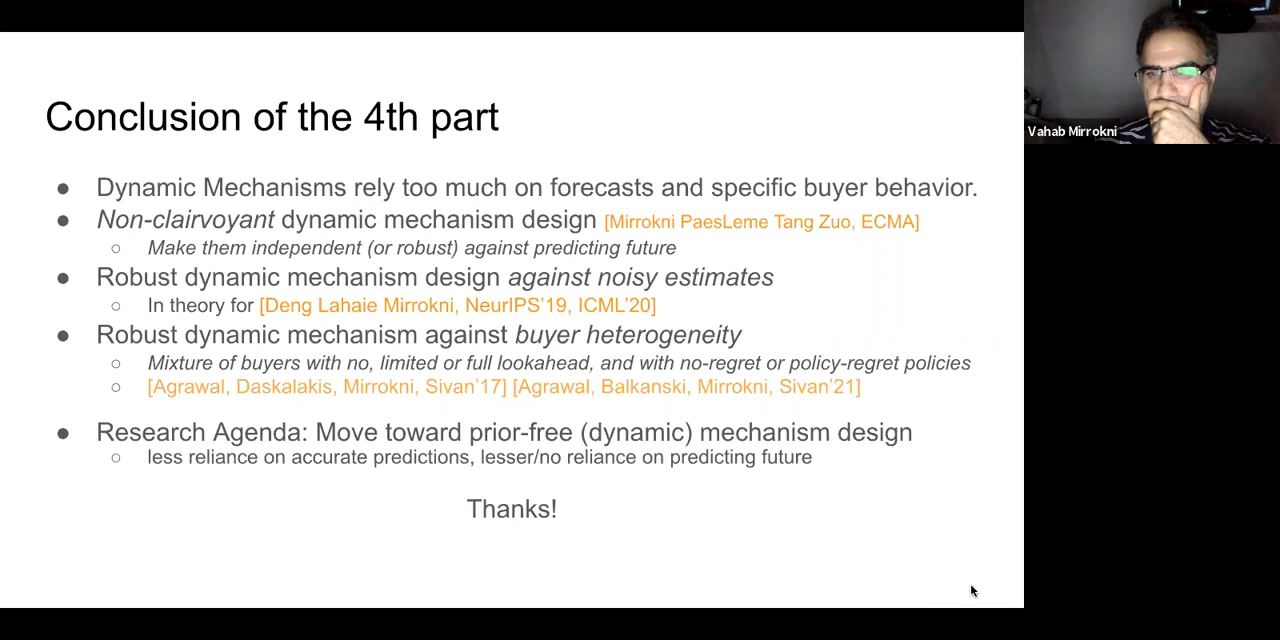 Conclusion of the 4th part
● Dynamic Mechanisms rely too much on forecasts and specific buyer behavior.
● Non-clairvoyant dynamic mechanism design [Mirrokni PaesLeme Tang Zuo, ECMA]
○ Make them independent (or robust) against predicting future
● Robust dynamic mechanism design against noisy estimates
○ In theory for [Deng Lahaie Mirrokni, NeurIPS'19, ICML'20]
● Robust dynamic mechanism against buyer heterogeneity
○ Mixture of buyers with no, limited or full lookahead, and with no-regret or policy-regret policies
○ [Agrawal, Daskalakis, Mirrokni, Sivan'17] [Agrawal, Balkanski, Mirrokni, Sivan'21]
● Research Agenda: Move toward prior-free (dynamic) mechanism design
○ less reliance on accurate predictions, lesser/no reliance on predicting future
Thanks!
Vahab Mirrokni